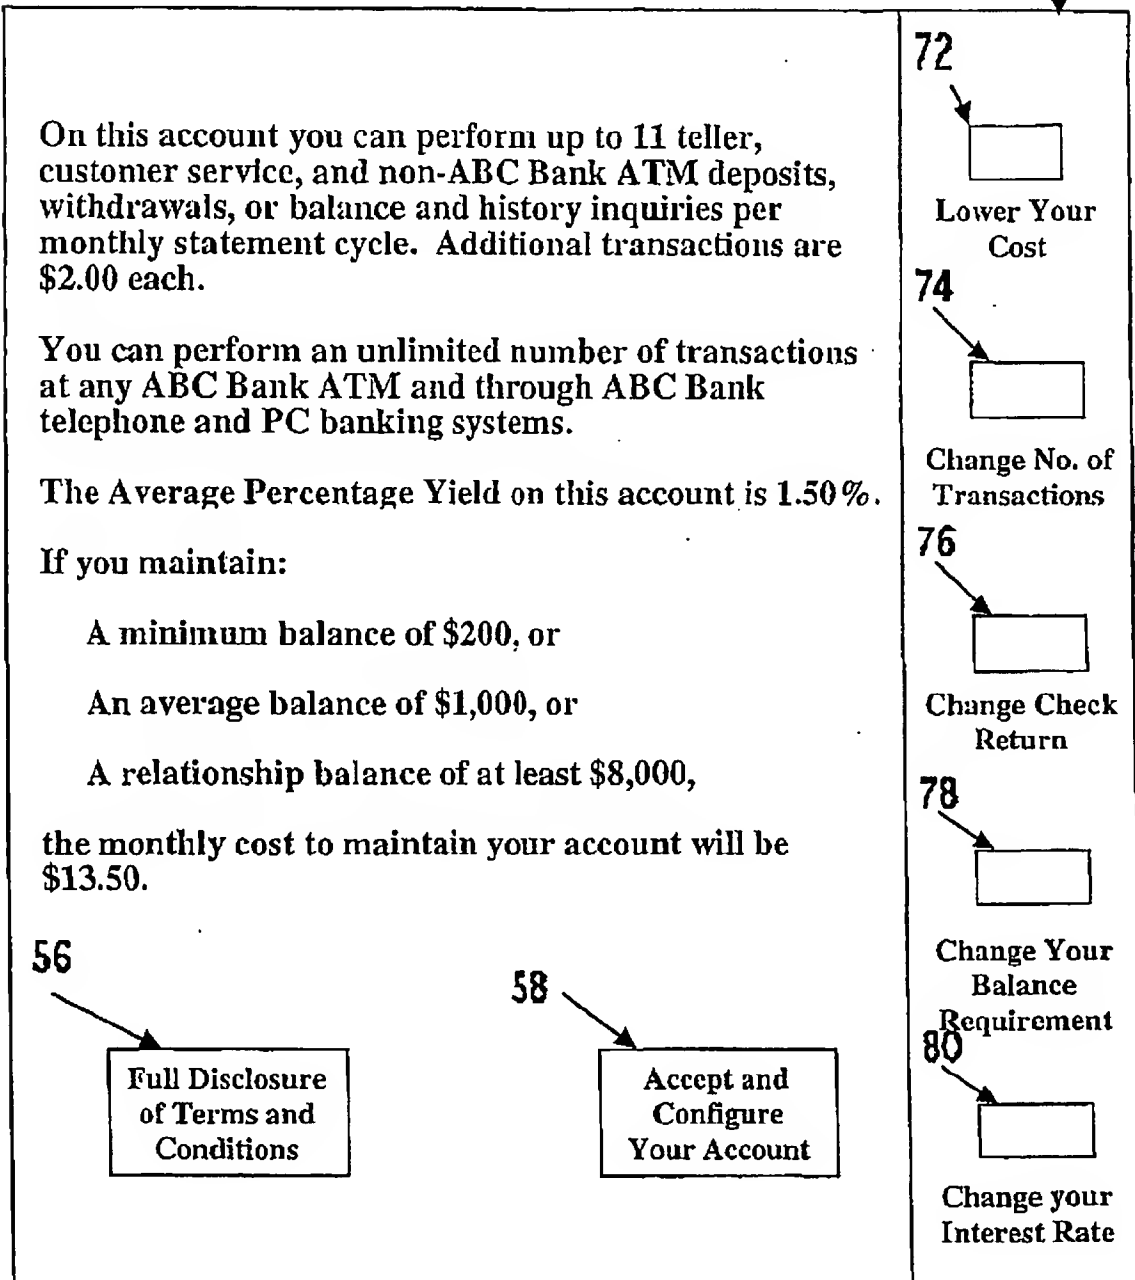 On this account you can perform up to 11 teller,
customer service, and non-ABC Bank ATM deposits,
withdrawals, or balance and history inquiries per
monthly statement cycle. Additional transactions are
$2.00 each.
You can perform an unlimited number of transactions
at any ABC Bank ATM and through ABC Bank
telephone and PC banking systems.
The Average Percentage Yield on this account is 1.50%.
If you maintain:
A minimum balance of $200, or
An average balance of $1,000, or
A relationship balance of at least $8,000,
the monthly cost to maintain your account will be
$13.50.
56
Full Disclosure
of Terms and
Conditions
58
Accept and
Configure
Your Account
72
Lower Your
Cost
74
Change No. of
Transactions
76
Change Check
Return
78
Change Your
Balance
Requirement
80
Change your
Interest Rate